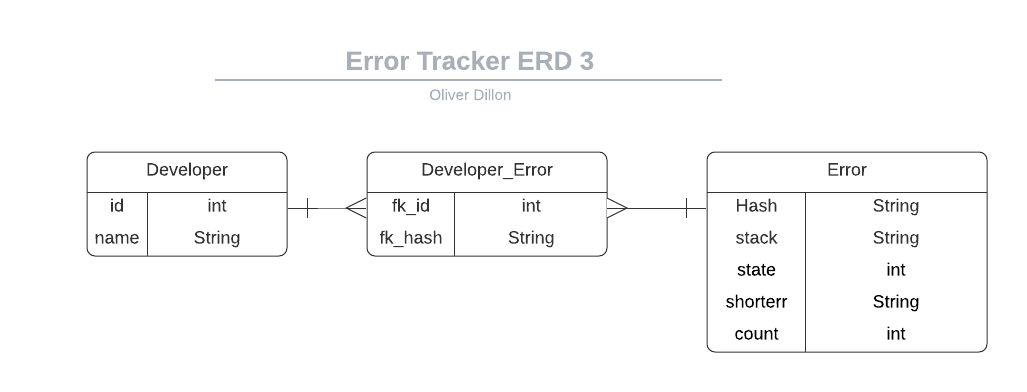 Error Tracker ERD 3
Oliver Dillon
Developer
id int
name String
Developer_Error
fk_id int
fk_hash String
Error
Hash String
stack String
state int
shorterr String
count int